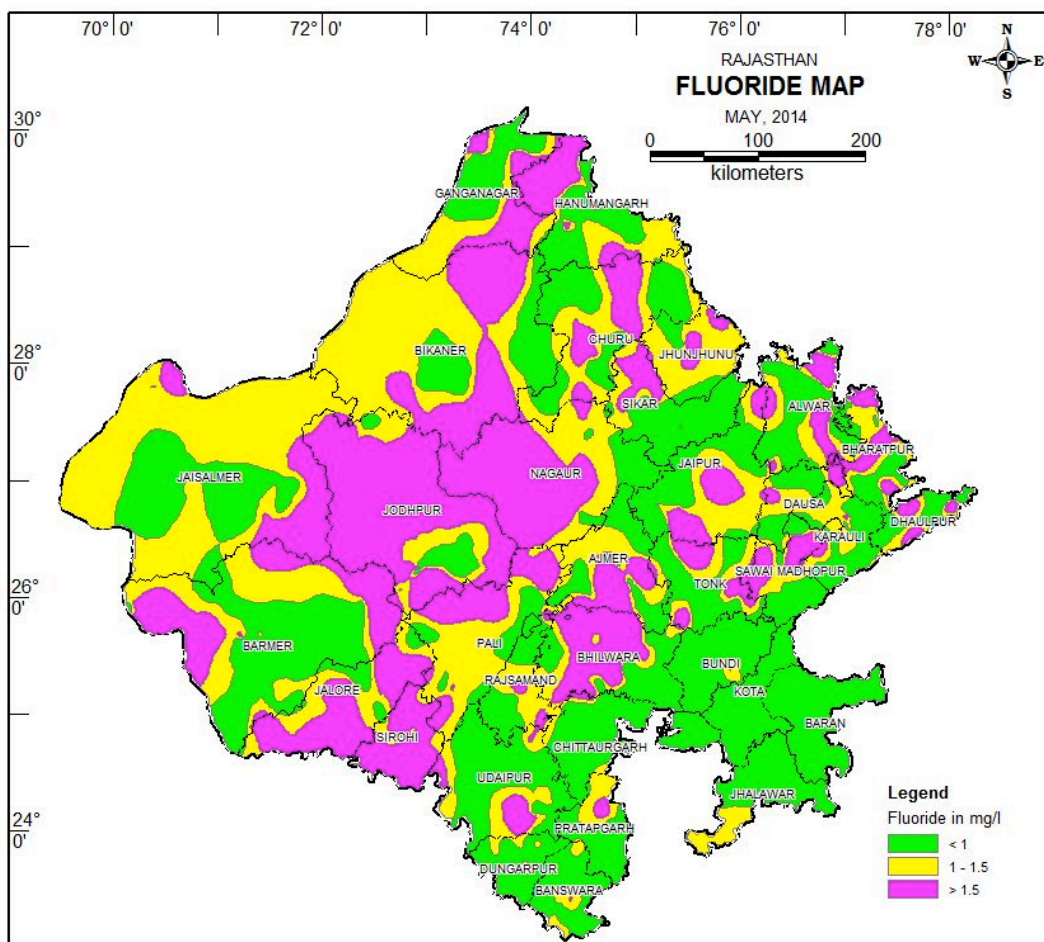 70° 0'
72° 0'
74° 0'
76° 0'
78° 0'
N
W E
S
RAJASTHAN
FLUORIDE MAP
MAY, 2014
0 100 200
kilometers
30°
0'
28°
0'
26°
0'
24°
0'
GANGANAGAR
HANUMANGARH
BIKANER
CHURU
JHUNJHUNU
SIKAR
ALWAR
JAISALMER
NAGAUR
JAIPUR
BHARATPUR
JODHPUR
DAUSA
DHAULPUR
KARAULI
AJMER
SAWAI MADHOPUR
TONK
BARMER
PALI
BHILWARA
BUNDI
RAJSAMAND
KOTA
JALORE
BARAN
SIROHI
CHITTAURGARH
UDAIPUR
JHALAWAR
PRATAPGARH
DUNGARPUR
BANSWARA
Legend
Fluoride in mg/l
< 1
1 - 1.5
> 1.5